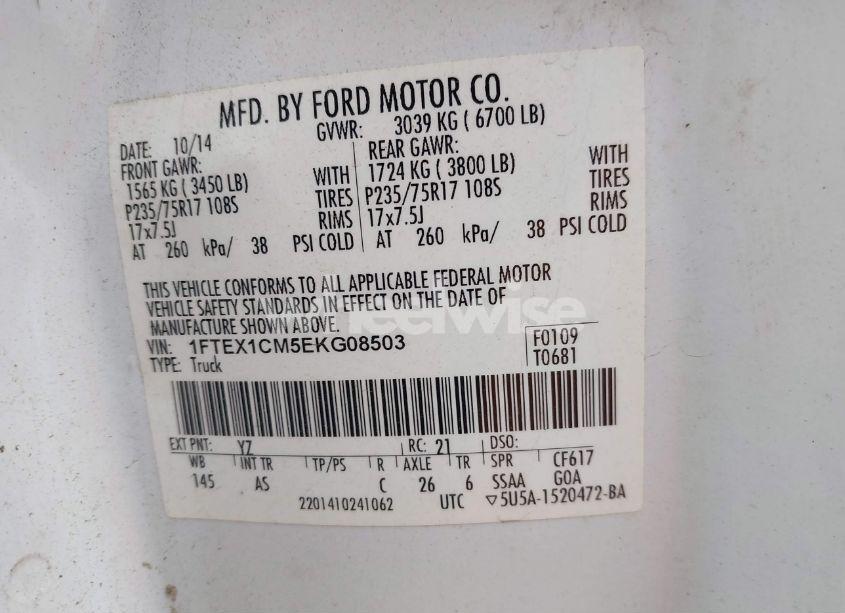 MFD. BY FORD MOTOR CO.
DATE: 10/14 GVWR: 3039 KG ( 6700 LB)
FRONT GAWR: REAR GAWR:
1565 KG ( 3450 LB) WITH 1724 KG ( 3800 LB) WITH
P235/75R17 108S TIRES P235/75R17 108S TIRES
17x7.5J RIMS 17x7.5J RIMS
AT 260 kPa/ 38 PSI COLD AT 260 kPa/ 38 PSI COLD
THIS VEHICLE CONFORMS TO ALL APPLICABLE FEDERAL MOTOR
VEHICLE SAFETY STANDARDS IN EFFECT ON THE DATE OF
MANUFACTURE SHOWN ABOVE.
VIN: 1FTEX1CM5EKG08503 F0109
TYPE: Truck T0681
EXT PNT: YZ RC: 21 DSO:
WB INT TR TP/PS R AXLE TR SPR CF617
145 AS C 26 6 SSAA GOA
2201410241062 UTC ▽5U5A-1520472-BA